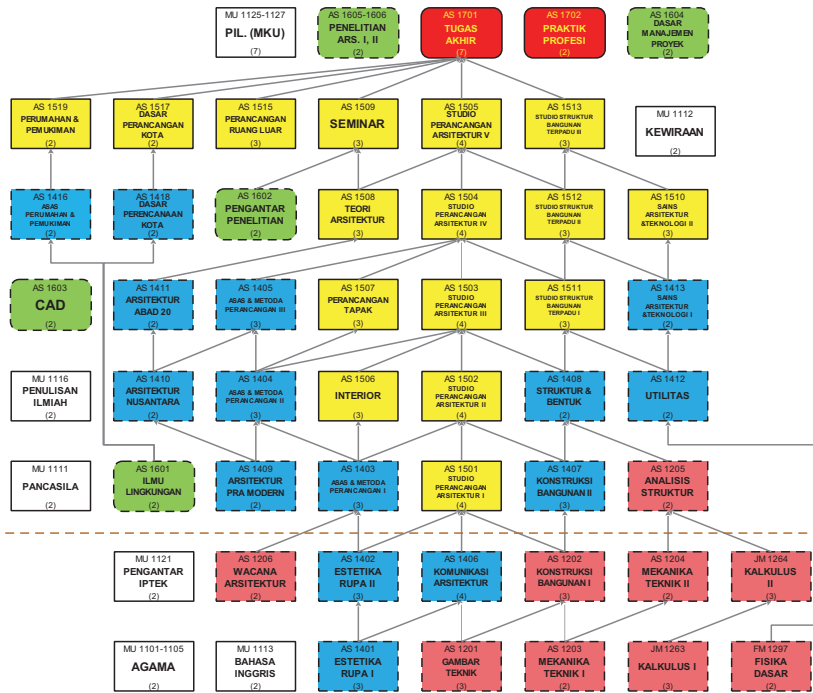 MU 1125-1127
PIL. (MKU)
(7)
AS 1605-1606
PENELITIAN
ARS. I, II
(2)
AS 1701
TUGAS
AKHIR
(7)
AS 1702
PRAKTIK
PROFESI
(2)
AS 1604
DASAR
MANAJEMEN
PROYEK
(2)
AS 1519
PERUMAHAN &
PEMUKIMAN
(2)
AS 1517
DASAR
PERANCANGAN
KOTA
(2)
AS 1515
PERANCANGAN
RUANG LUAR
(3)
AS 1509
SEMINAR
(3)
AS 1505
STUDIO
PERANCANGAN
ARSITEKTUR V
(4)
AS 1513
STUDIO STRUKTUR
BANGUNAN
TERPADU III
(3)
MU 1112
KEWIRAAN
(2)
AS 1416
ASAS
PERUMAHAN &
PEMUKIMAN
(2)
AS 1418
DASAR
PERENCANAAN
KOTA
(2)
AS 1602
PENGANTAR
PENELITIAN
(2)
AS 1508
TEORI
ARSITEKTUR
(3)
AS 1504
STUDIO
PERANCANGAN
ARSITEKTUR IV
(4)
AS 1512
STUDIO STRUKTUR
BANGUNAN
TERPADU II
(3)
AS 1510
SAINS
ARSITEKTUR
&TEKNOLOGI II
(3)
AS 1603
CAD
(2)
AS 1411
ARSITEKTUR
ABAD 20
(2)
AS 1405
ASAS & METODA
PERANCANGAN III
(3)
AS 1507
PERANCANGAN
TAPAK
(3)
AS 1503
STUDIO
PERANCANGAN
ARSITEKTUR III
(4)
AS 1511
STUDIO STRUKTUR
BANGUNAN
TERPADU I
(3)
AS 1413
SAINS
ARSITEKTUR
&TEKNOLOGI I
(2)
MU 1116
PENULISAN
ILMIAH
(2)
AS 1410
ARSITEKTUR
NUSANTARA
(2)
AS 1404
ASAS & METODA
PERANCANGAN II
(3)
AS 1506
INTERIOR
(3)
AS 1502
STUDIO
PERANCANGAN
ARSITEKTUR II
(4)
AS 1408
STRUKTUR &
BENTUK
(2)
AS 1412
UTILITAS
(2)
MU 1111
PANCASILA
(2)
AS 1601
ILMU
LINGKUNGAN
(2)
AS 1409
ARSITEKTUR
PRA MODERN
(2)
AS 1403
ASAS & METODA
PERANCANGAN I
(3)
AS 1501
STUDIO
PERANCANGAN
ARSITEKTUR I
(4)
AS 1407
KONSTRUKSI
BANGUNAN II
(3)
AS 1205
ANALISIS
STRUKTUR
(2)
MU 1121
PENGANTAR
IPTEK
(2)
AS 1206
WACANA
ARSITEKTUR
(2)
AS 1402
ESTETIKA
RUPA II
(3)
AS 1406
KOMUNIKASI
ARSITEKTUR
(4)
AS 1202
KONSTRUKSI
BANGUNAN I
(3)
AS 1204
MEKANIKA
TEKNIK II
(2)
JM 1264
KALKULUS
II
(3)
MU 1101-1105
AGAMA
(2)
MU 1113
BAHASA
INGGRIS
(2)
AS 1401
ESTETIKA
RUPA I
(3)
AS 1201
GAMBAR
TEKNIK
(3)
AS 1203
MEKANIKA
TEKNIK I
(2)
JM 1263
KALKULUS I
(3)
FM 1297
FISIKA
DASAR
(2)